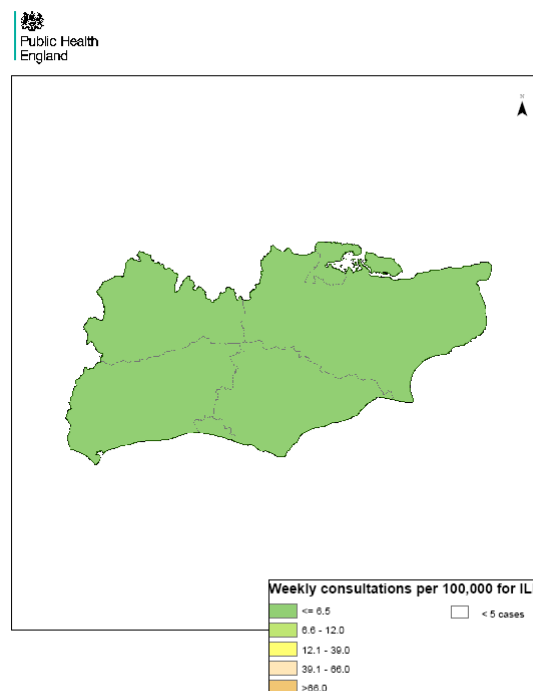 Public Health
England
N
Weekly consultations per 100,000 for IL
<= 6.5
< 5 cases
6.6 - 12.0
12.1 - 39.0
39.1 - 66.0
>66.0